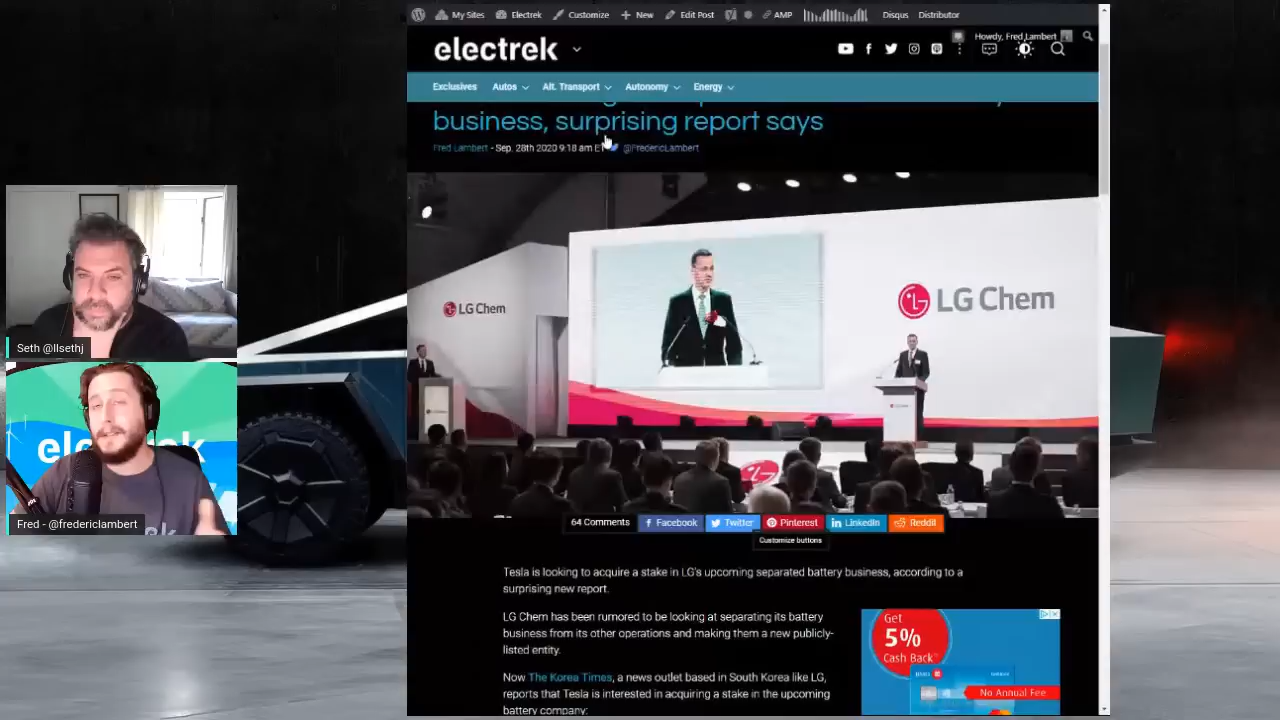 My Sites Electrek Customize New Edit Post AMP Disqus Distributor
Howdy, Fred Lambert
electrek
Exclusives Autos Alt. Transport Autonomy Energy
business, surprising report says
Fred Lambert - Sep. 28th 2020 9:18 am ET @FredericLambert
LG Chem
LG Chem
Seth @llsethj
Fred - @fredericlambert
64 Comments Facebook Twitter Pinterest LinkedIn Reddit
Customize buttons
Tesla is looking to acquire a stake in LG's upcoming separated battery business, according to a
surprising new report.
LG Chem has been rumored to be looking at separating its battery
business from its other operations and making them a new publicly-
listed entity.
Now The Korea Times, a news outlet based in South Korea like LG,
reports that Tesla is interested in acquiring a stake in the upcoming
battery company:
Get
5%
Cash Back
No Annual Fee